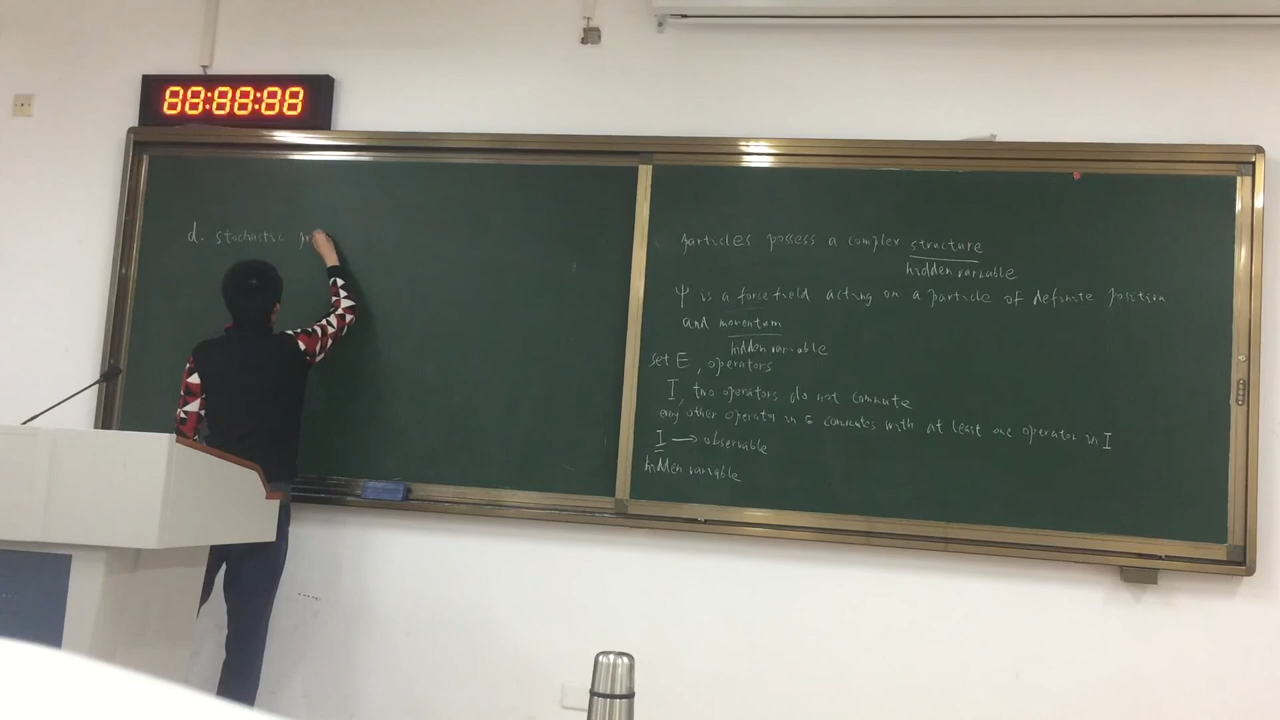 88:88:88
d. stochastic
particles possess a complex structure
hidden variable
Ψ is a force field acting on a particle of definite position
and momentum
hidden variable
set E, operators
I, two operators do not commute
any other operator in E commutes with at least one operator in I
I → observable
hidden variable